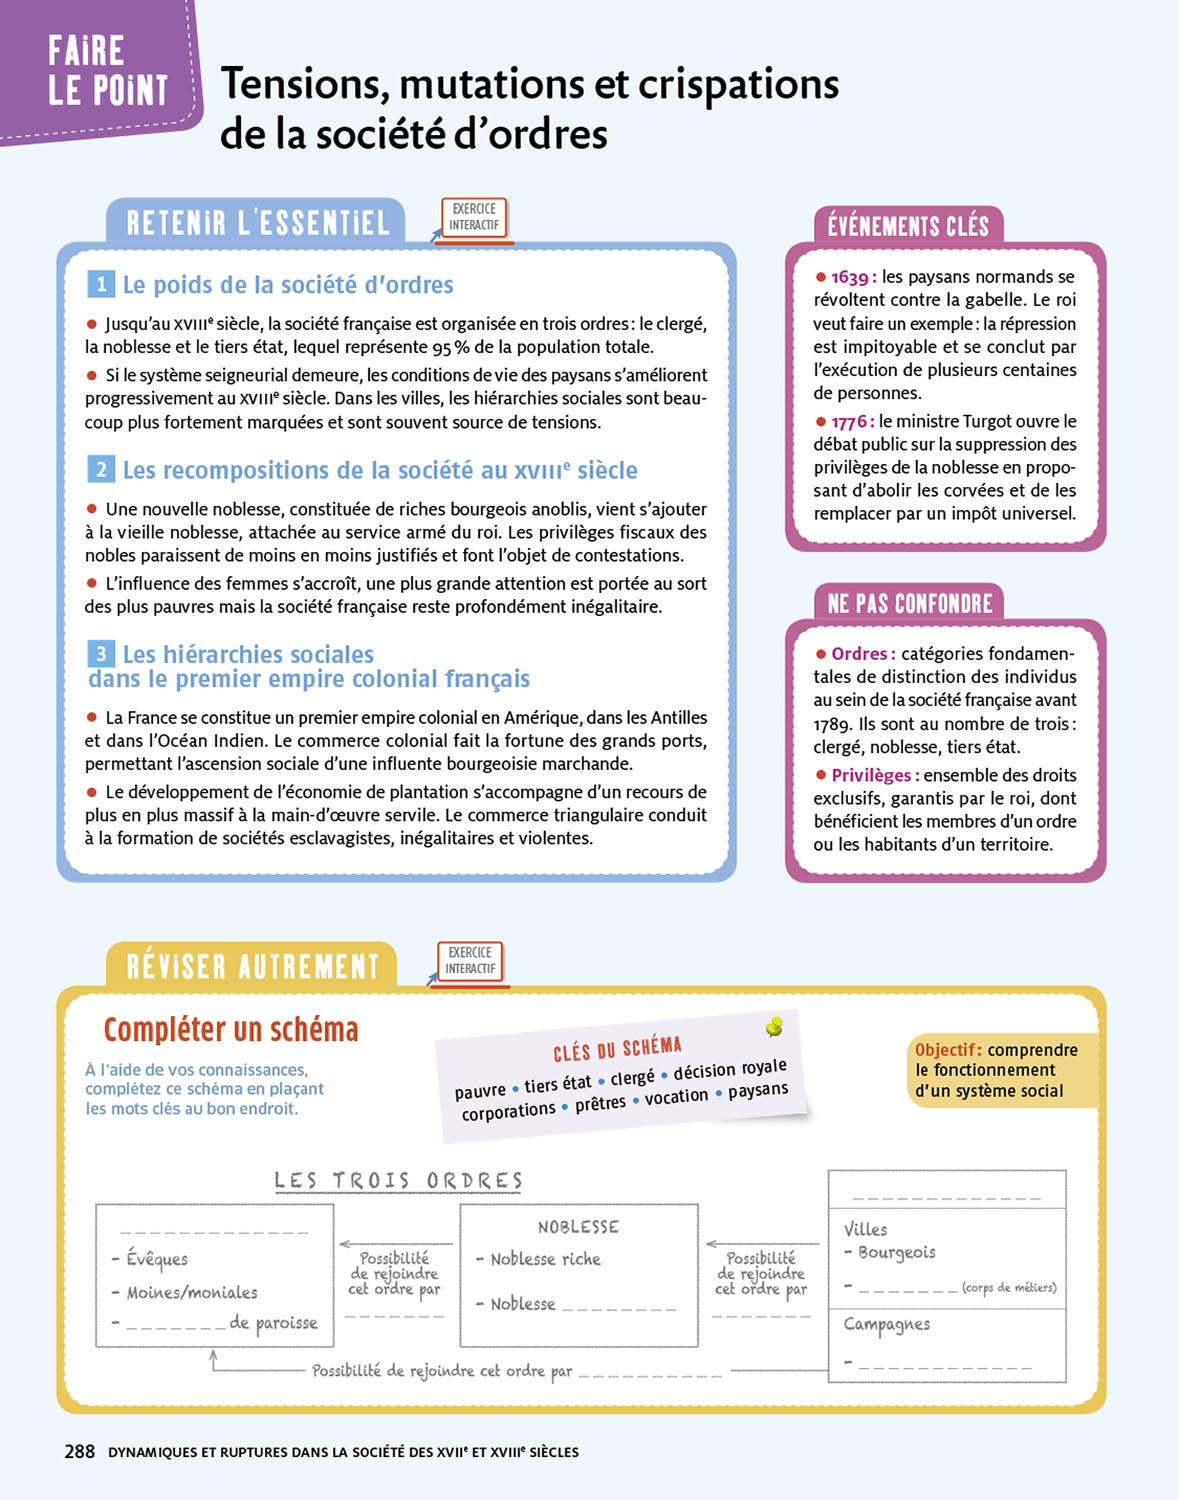 FAIRE
LE POINT
Tensions, mutations et crispations
de la société d'ordres
RETENIR L'ESSENTIEL
EXERCICE
INTERACTIF
1 Le poids de la société d'ordres
• Jusqu'au XVIIIe siècle, la société française est organisée en trois ordres : le clergé,
la noblesse et le tiers état, lequel représente 95 % de la population totale.
• Si le système seigneurial demeure, les conditions de vie des paysans s'améliorent
progressivement au XVIIIe siècle. Dans les villes, les hiérarchies sociales sont beau-
coup plus fortement marquées et sont souvent source de tensions.
2 Les recompositions de la société au XVIIIe siècle
• Une nouvelle noblesse, constituée de riches bourgeois anoblis, vient s'ajouter
à la vieille noblesse, attachée au service armé du roi. Les privilèges fiscaux des
nobles paraissent de moins en moins justifiés et font l'objet de contestations.
• L'influence des femmes s'accroît, une plus grande attention est portée au sort
des plus pauvres mais la société française reste profondément inégalitaire.
3 Les hiérarchies sociales
dans le premier empire colonial français
• La France se constitue un premier empire colonial en Amérique, dans les Antilles
et dans l'Océan Indien. Le commerce colonial fait la fortune des grands ports,
permettant l'ascension sociale d'une influente bourgeoisie marchande.
• Le développement de l'économie de plantation s'accompagne d'un recours de
plus en plus massif à la main-d'œuvre servile. Le commerce triangulaire conduit
à la formation de sociétés esclavagistes, inégalitaires et violentes.
ÉVÉNEMENTS CLÉS
• 1639 : les paysans normands se
révoltent contre la gabelle. Le roi
veut faire un exemple : la répression
est impitoyable et se conclut par
l'exécution de plusieurs centaines
de personnes.
• 1776 : le ministre Turgot ouvre le
débat public sur la suppression des
privilèges de la noblesse en propo-
sant d'abolir les corvées et de les
remplacer par un impôt universel.
NE PAS CONFONDRE
• Ordres : catégories fondamen-
tales de distinction des individus
au sein de la société française avant
1789. Ils sont au nombre de trois :
clergé, noblesse, tiers état.
• Privilèges : ensemble des droits
exclusifs, garantis par le roi, dont
bénéficient les membres d'un ordre
ou les habitants d'un territoire.
RÉVISER AUTREMENT
EXERCICE
INTERACTIF
Compléter un schéma
À l'aide de vos connaissances,
complétez ce schéma en plaçant
les mots clés au bon endroit.
CLÉS DU SCHÉMA
pauvre • tiers état • clergé • décision royale
corporations • prêtres • vocation • paysans
Objectif : comprendre
le fonctionnement
d'un système social
LES TROIS ORDRES
_ _ _ _ _ _ _ _ _ _ _ _ _ _
- Évêques
- Moines/moniales
- _ _ _ _ _ _ _ de paroisse
Possibilité
de rejoindre
cet ordre par
_ _ _ _ _ _ _
NOBLESSE
- Noblesse riche
- Noblesse _ _ _ _ _ _ _ _
Possibilité
de rejoindre
cet ordre par
_ _ _ _ _ _ _
_ _ _ _ _ _ _ _ _ _ _ _ _ _
Villes
- Bourgeois
- _ _ _ _ _ _ _ (corps de métiers)
Campagnes
- _ _ _ _ _ _ _ _ _ _ _ _
Possibilité de rejoindre cet ordre par _ _ _ _ _ _ _ _ _ _
288 DYNAMIQUES ET RUPTURES DANS LA SOCIÉTÉ DES XVIIe ET XVIIIe SIÈCLES